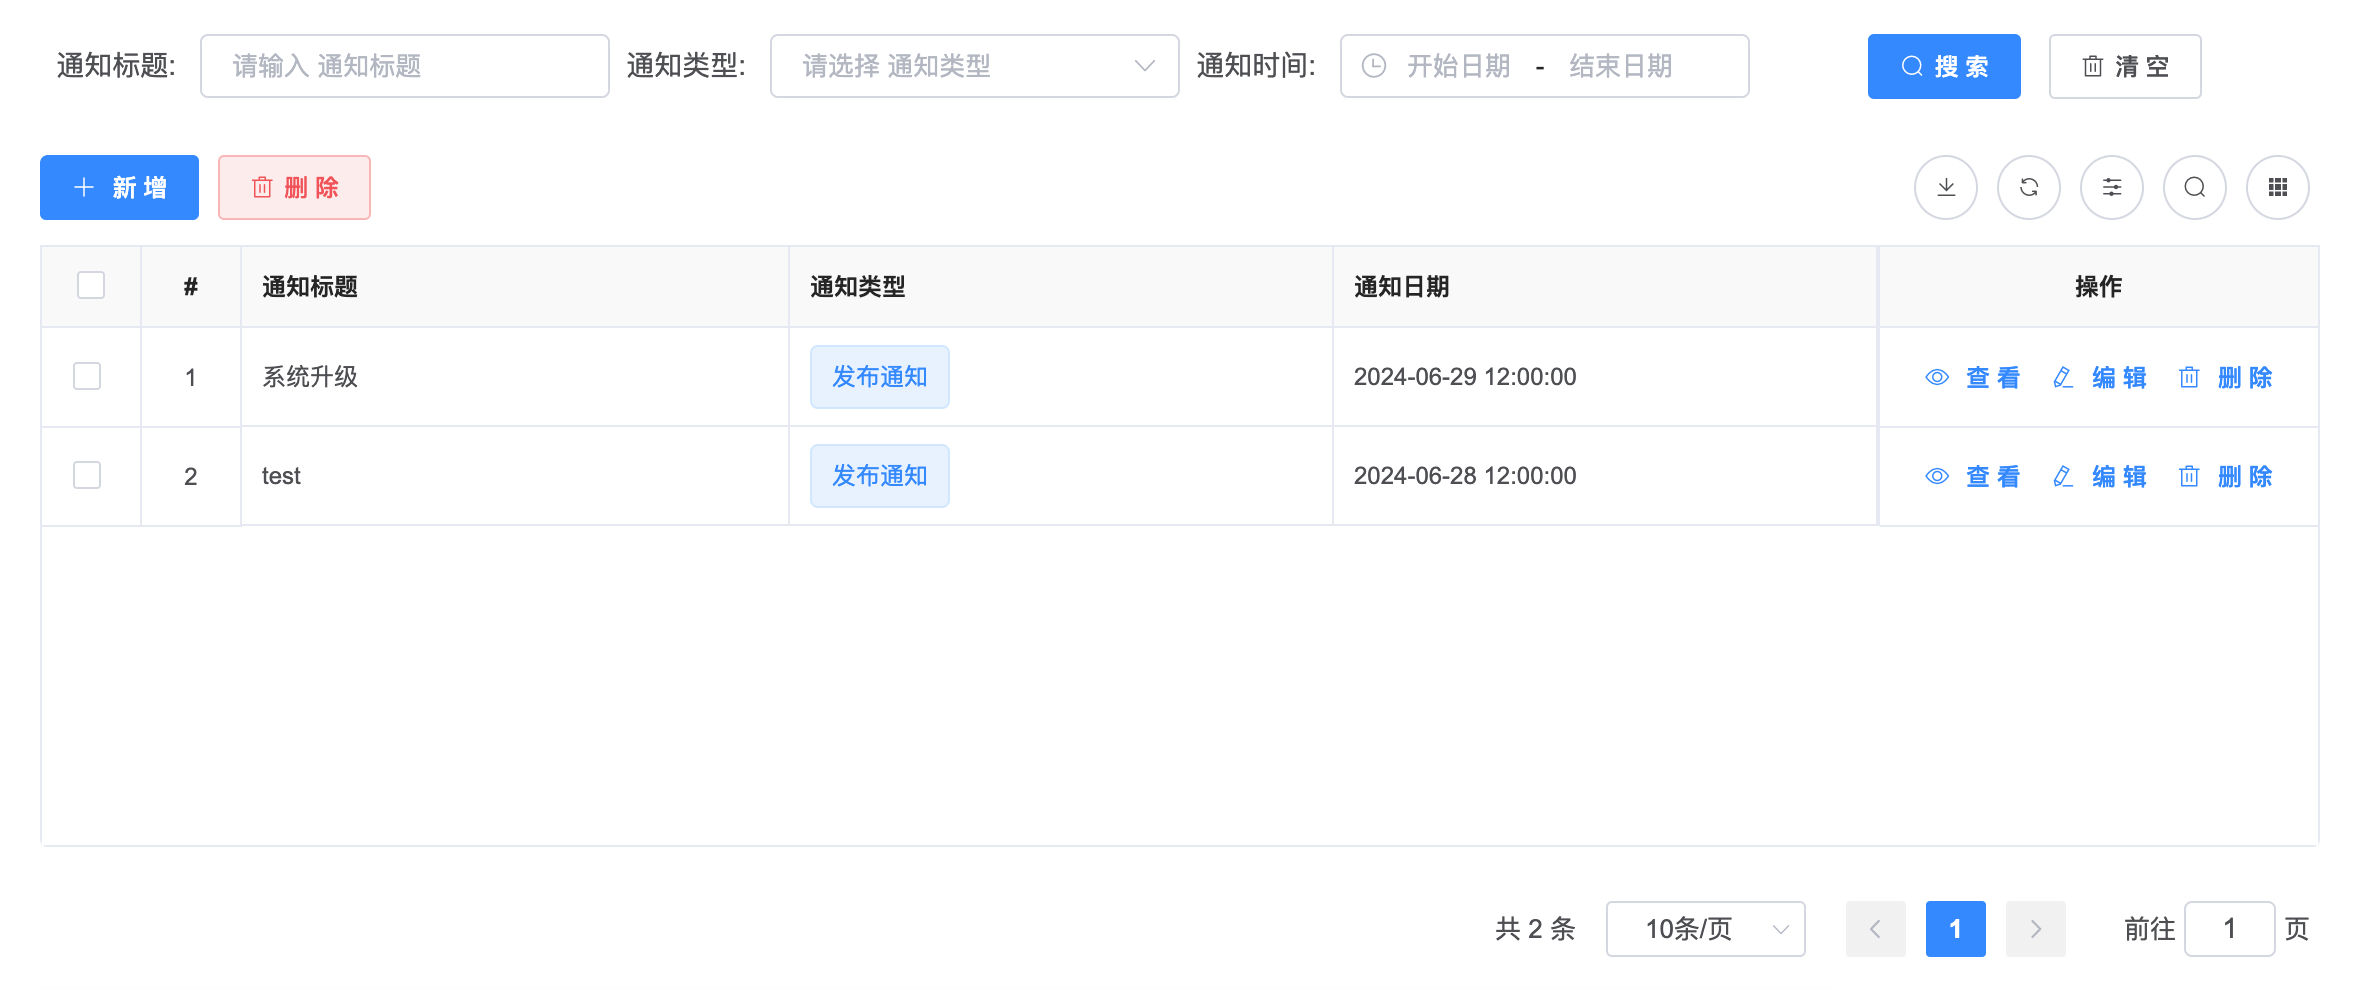 通知标题: 请输入 通知标题 通知类型: 请选择 通知类型 通知时间: 开始日期 - 结束日期 搜 索 清 空
新 增 删 除
# 通知标题 通知类型 通知日期 操作
1 系统升级 发布通知 2024-06-29 12:00:00 查 看 编 辑 删 除
2 test 发布通知 2024-06-28 12:00:00 查 看 编 辑 删 除
共 2 条 10条/页 1 前往 1 页